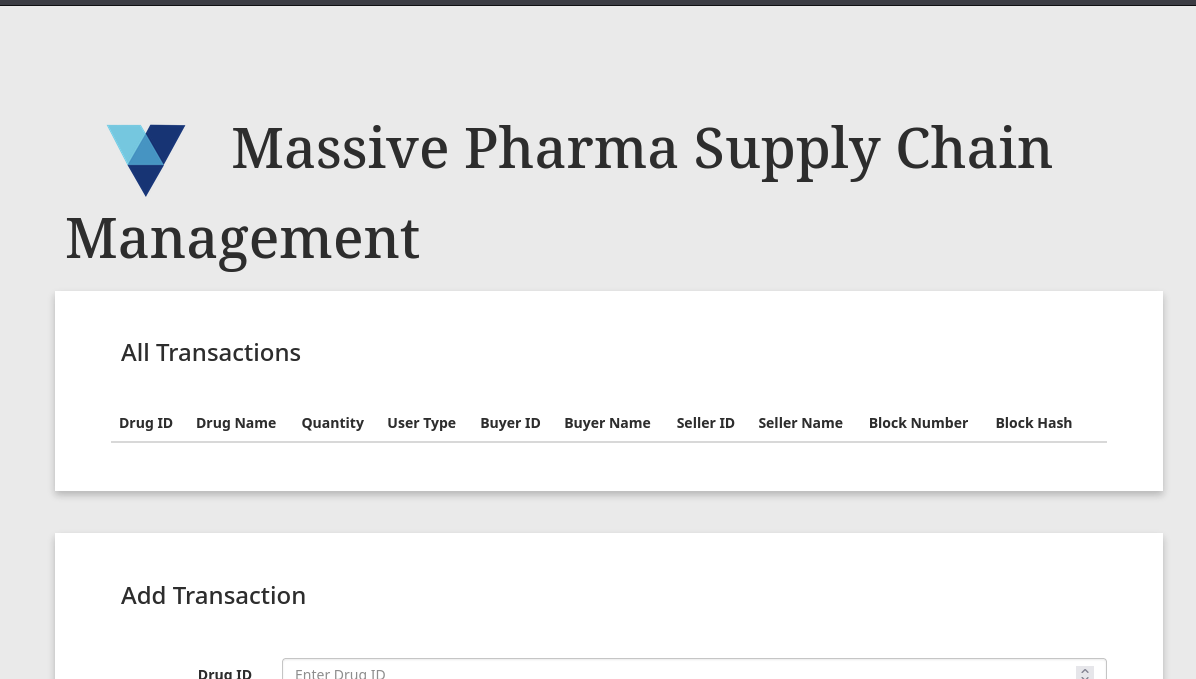 Massive Pharma Supply Chain
Management
All Transactions
Drug ID Drug Name Quantity User Type Buyer ID Buyer Name Seller ID Seller Name Block Number Block Hash
Add Transaction
Drug ID Enter Drug ID